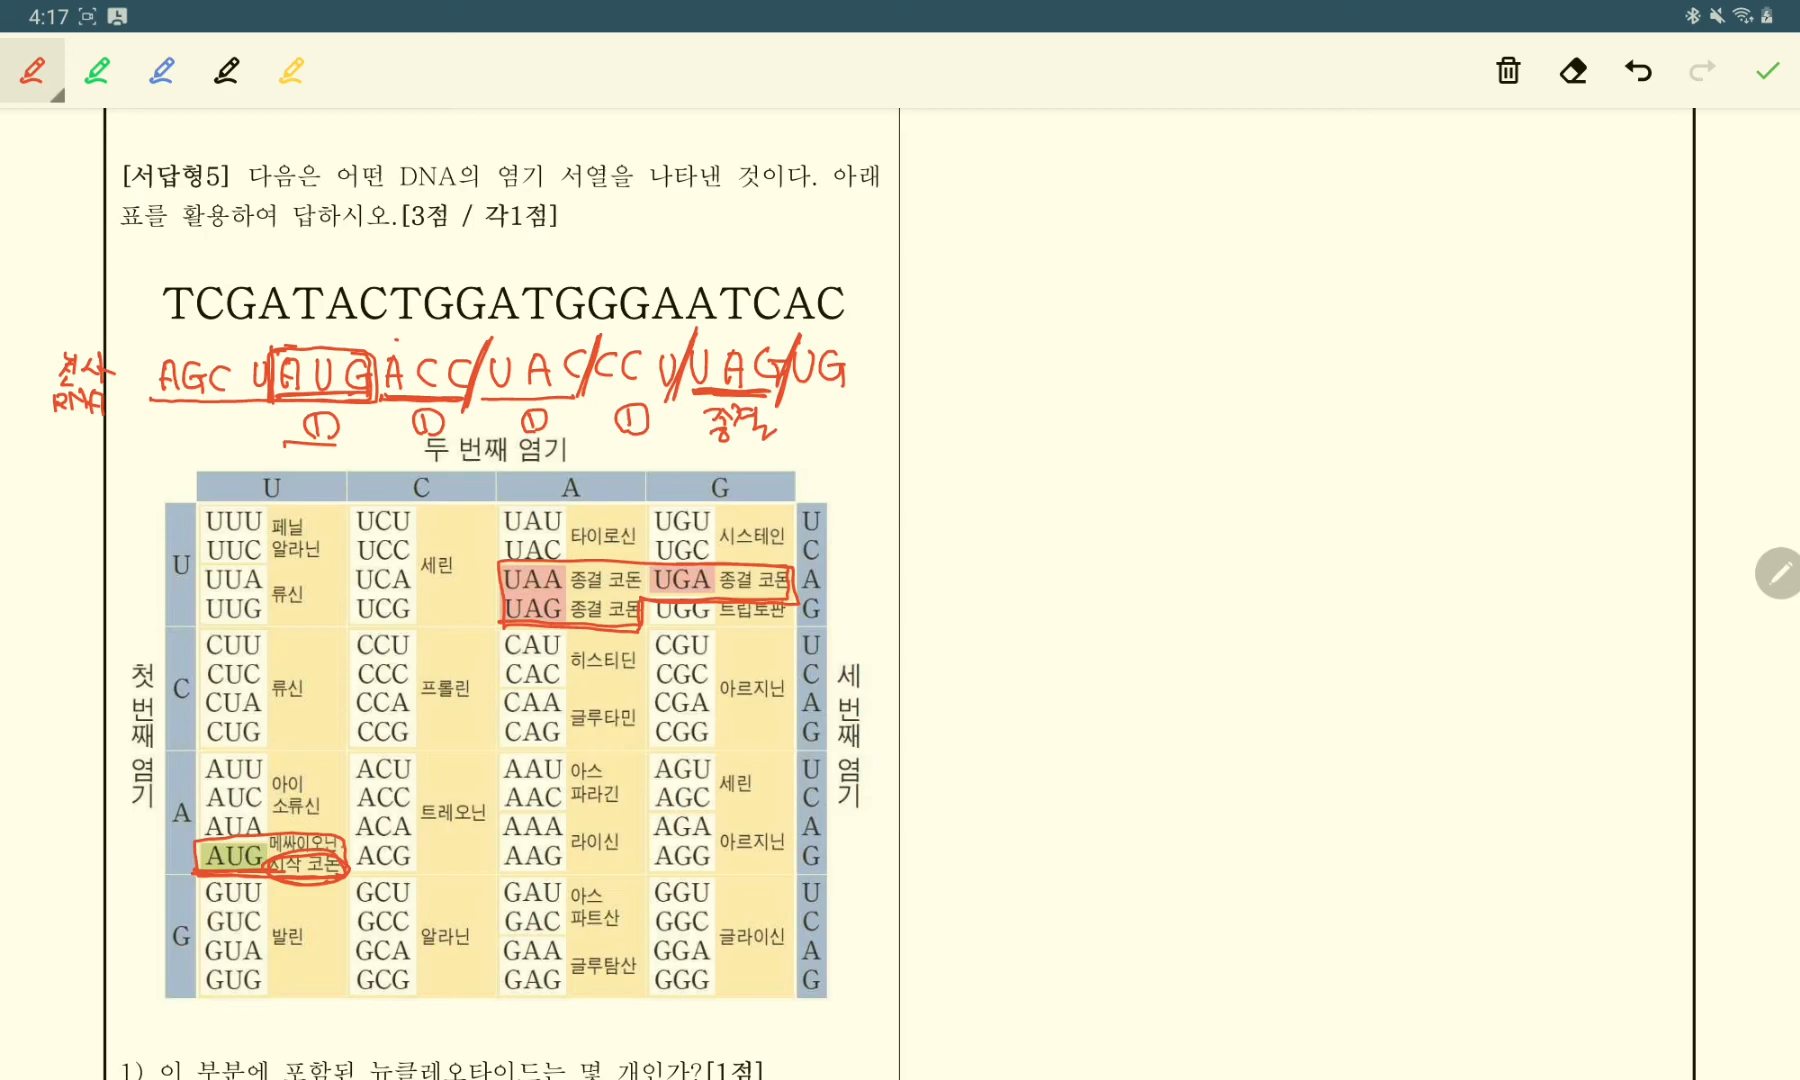 4:17
[서답형5] 다음은 어떤 DNA의 염기 서열을 나타낸 것이다. 아래
표를 활용하여 답하시오.[3점 / 각1점]
TCGATACTGGATGGGAATCAC
AGC U AUG ACC / UAC / CC U / UAG / UG
① ① ① ① 종결
두 번째 염기
U C A G
첫 번째 염기
세 번째 염기
U
UUU 페닐 UCU UAU UGU U
UUC 알라닌 UCC UAC 타이로신 UGC 시스테인 C
UUA UCA 세린 UAA 종결 코돈 UGA 종결 코돈 A
UUG 류신 UCG UAG 종결 코돈 UGG 트립토판 G
C
CUU CCU CAU CGU U
CUC CCC CAC 히스티딘 CGC C
CUA 류신 CCA 프롤린 CAA CGA 아르지닌 A
CUG CCG CAG 글루타민 CGG G
A
AUU 아이 ACU AAU 아스 AGU U
AUC 소류신 ACC AAC 파라긴 AGC 세린 C
AUA ACA 트레오닌 AAA AGA A
AUG 메싸이오닌 시작 코돈 ACG AAG 라이신 AGG 아르지닌 G
G
GUU GCU GAU 아스 GGU U
GUC GCC GAC 파트산 GGC C
GUA 발린 GCA 알라닌 GAA GGA 글라이신 A
GUG GCG GAG 글루탐산 GGG G
1) 이 부분에 포함된 뉴클레오타이드는 몇 개인가?[1점]